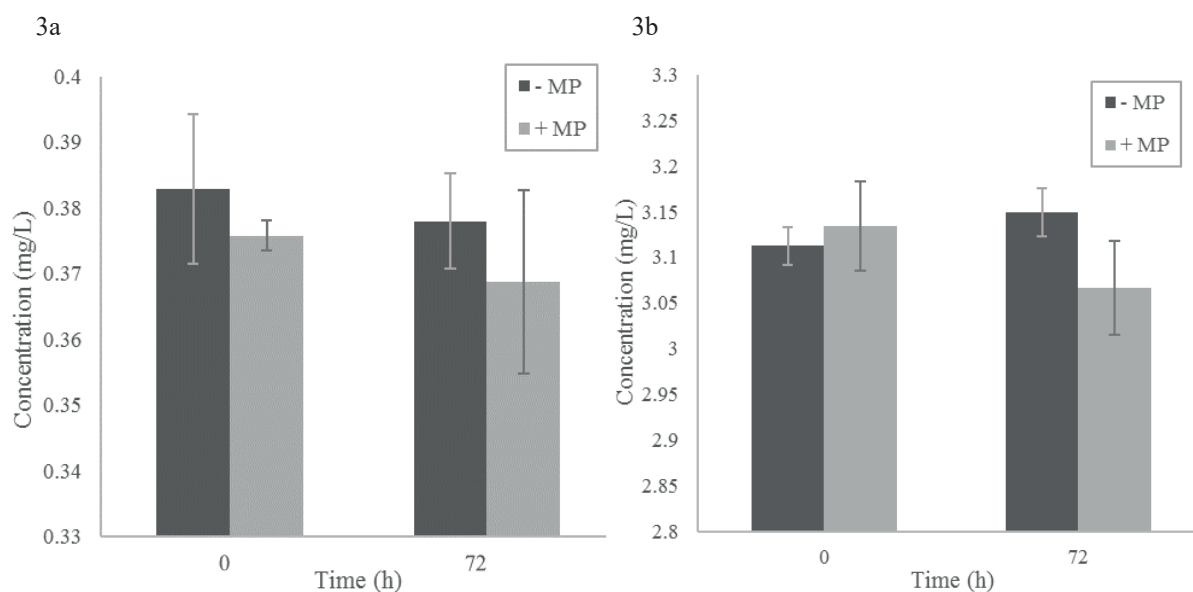 3a
0.4
0.39
0.38
0.37
0.36
0.35
0.34
0.33
Concentration (mg/L)
- MP
+ MP
0
72
Time (h)
3b
3.3
3.25
3.2
3.15
3.1
3.05
3
2.95
2.9
2.85
2.8
Concentration (mg/L)
- MP
+ MP
0
72
Time (h)